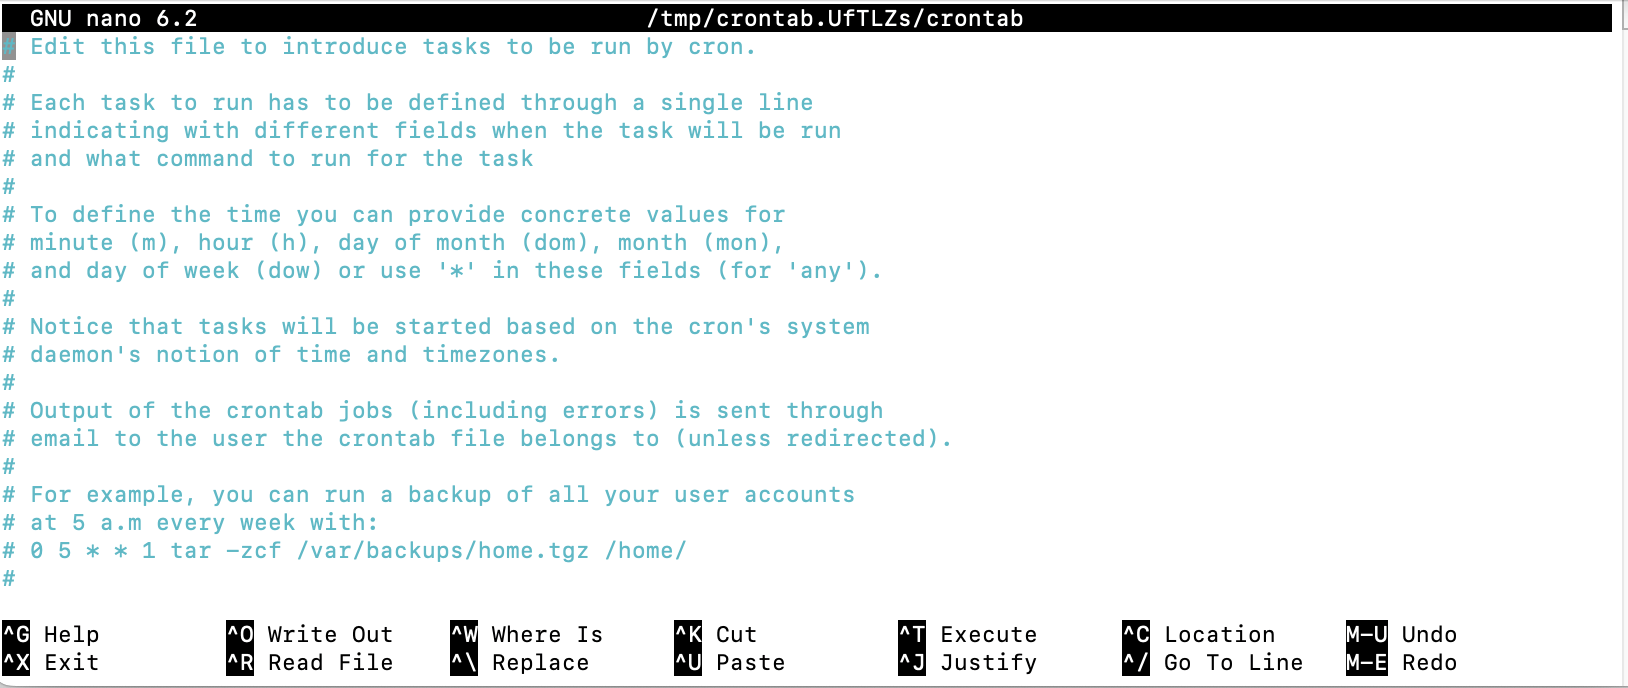 GNU nano 6.2 /tmp/crontab.UfTLZs/crontab
# Edit this file to introduce tasks to be run by cron.
#
# Each task to run has to be defined through a single line
# indicating with different fields when the task will be run
# and what command to run for the task
#
# To define the time you can provide concrete values for
# minute (m), hour (h), day of month (dom), month (mon),
# and day of week (dow) or use '*' in these fields (for 'any').
#
# Notice that tasks will be started based on the cron's system
# daemon's notion of time and timezones.
#
# Output of the crontab jobs (including errors) is sent through
# email to the user the crontab file belongs to (unless redirected).
#
# For example, you can run a backup of all your user accounts
# at 5 a.m every week with:
# 0 5 * * 1 tar -zcf /var/backups/home.tgz /home/
#
^G Help ^O Write Out ^W Where Is ^K Cut ^T Execute ^C Location M-U Undo
^X Exit ^R Read File ^\ Replace ^U Paste ^J Justify ^/ Go To Line M-E Redo